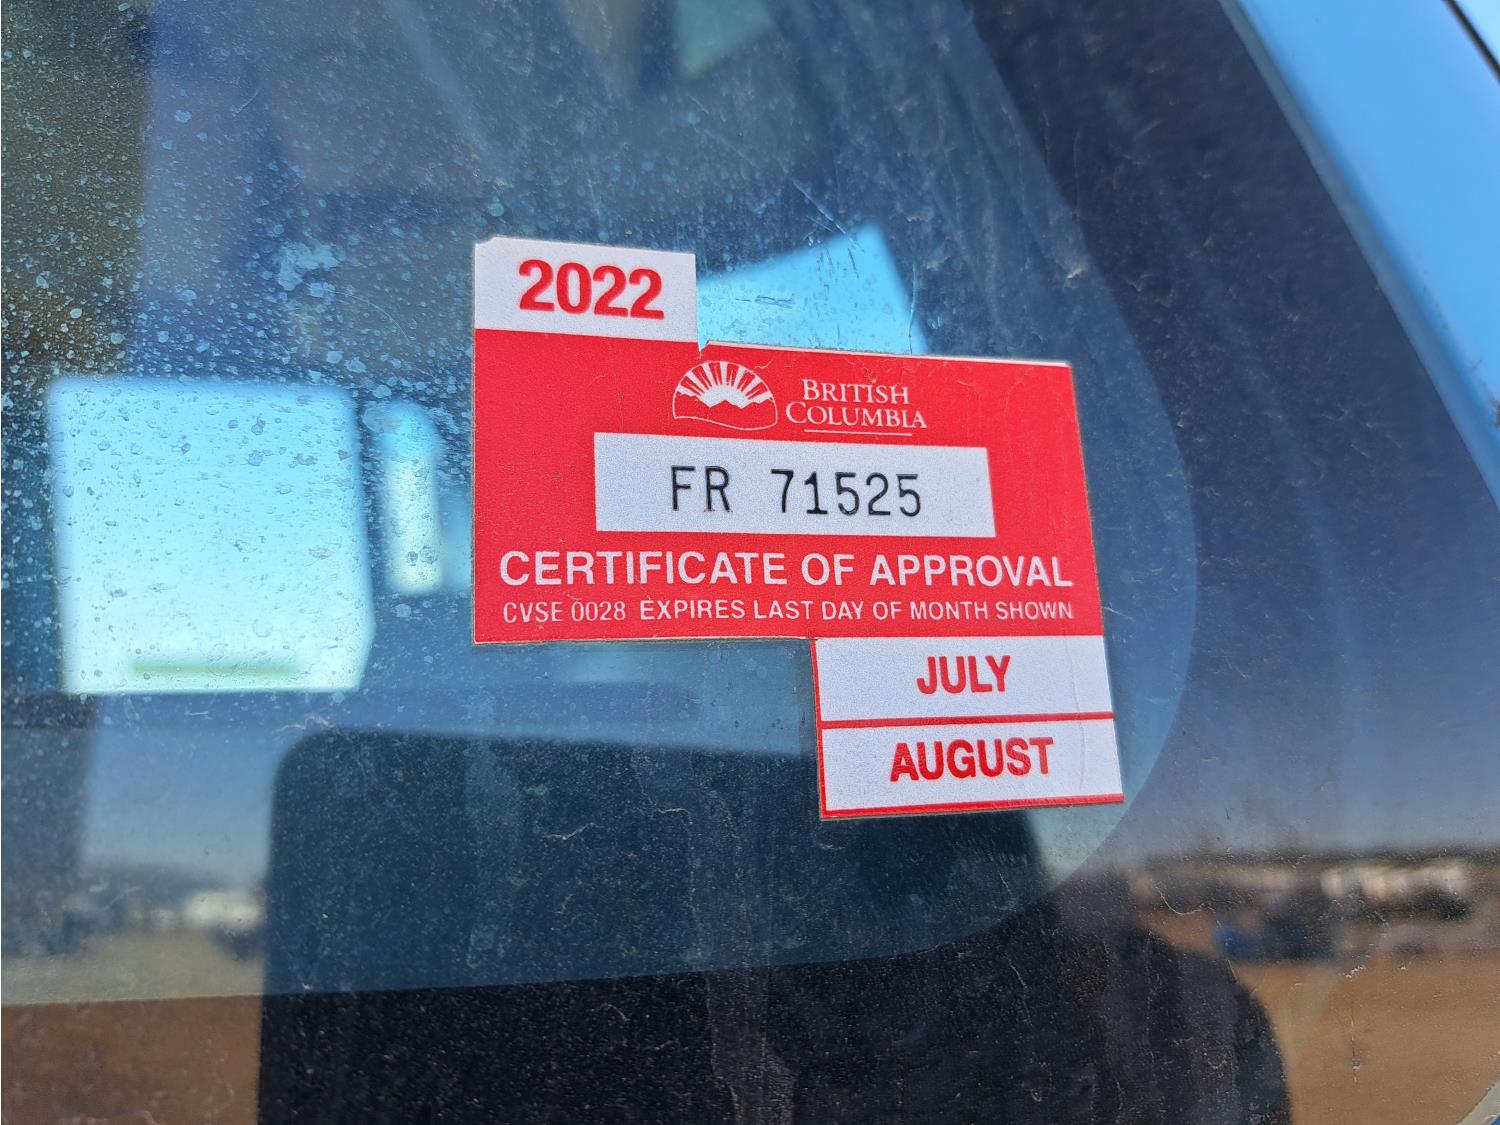 2022
BRITISH
COLUMBIA
FR 71525
CERTIFICATE OF APPROVAL
CVSE 0028 EXPIRES LAST DAY OF MONTH SHOWN
JULY
AUGUST